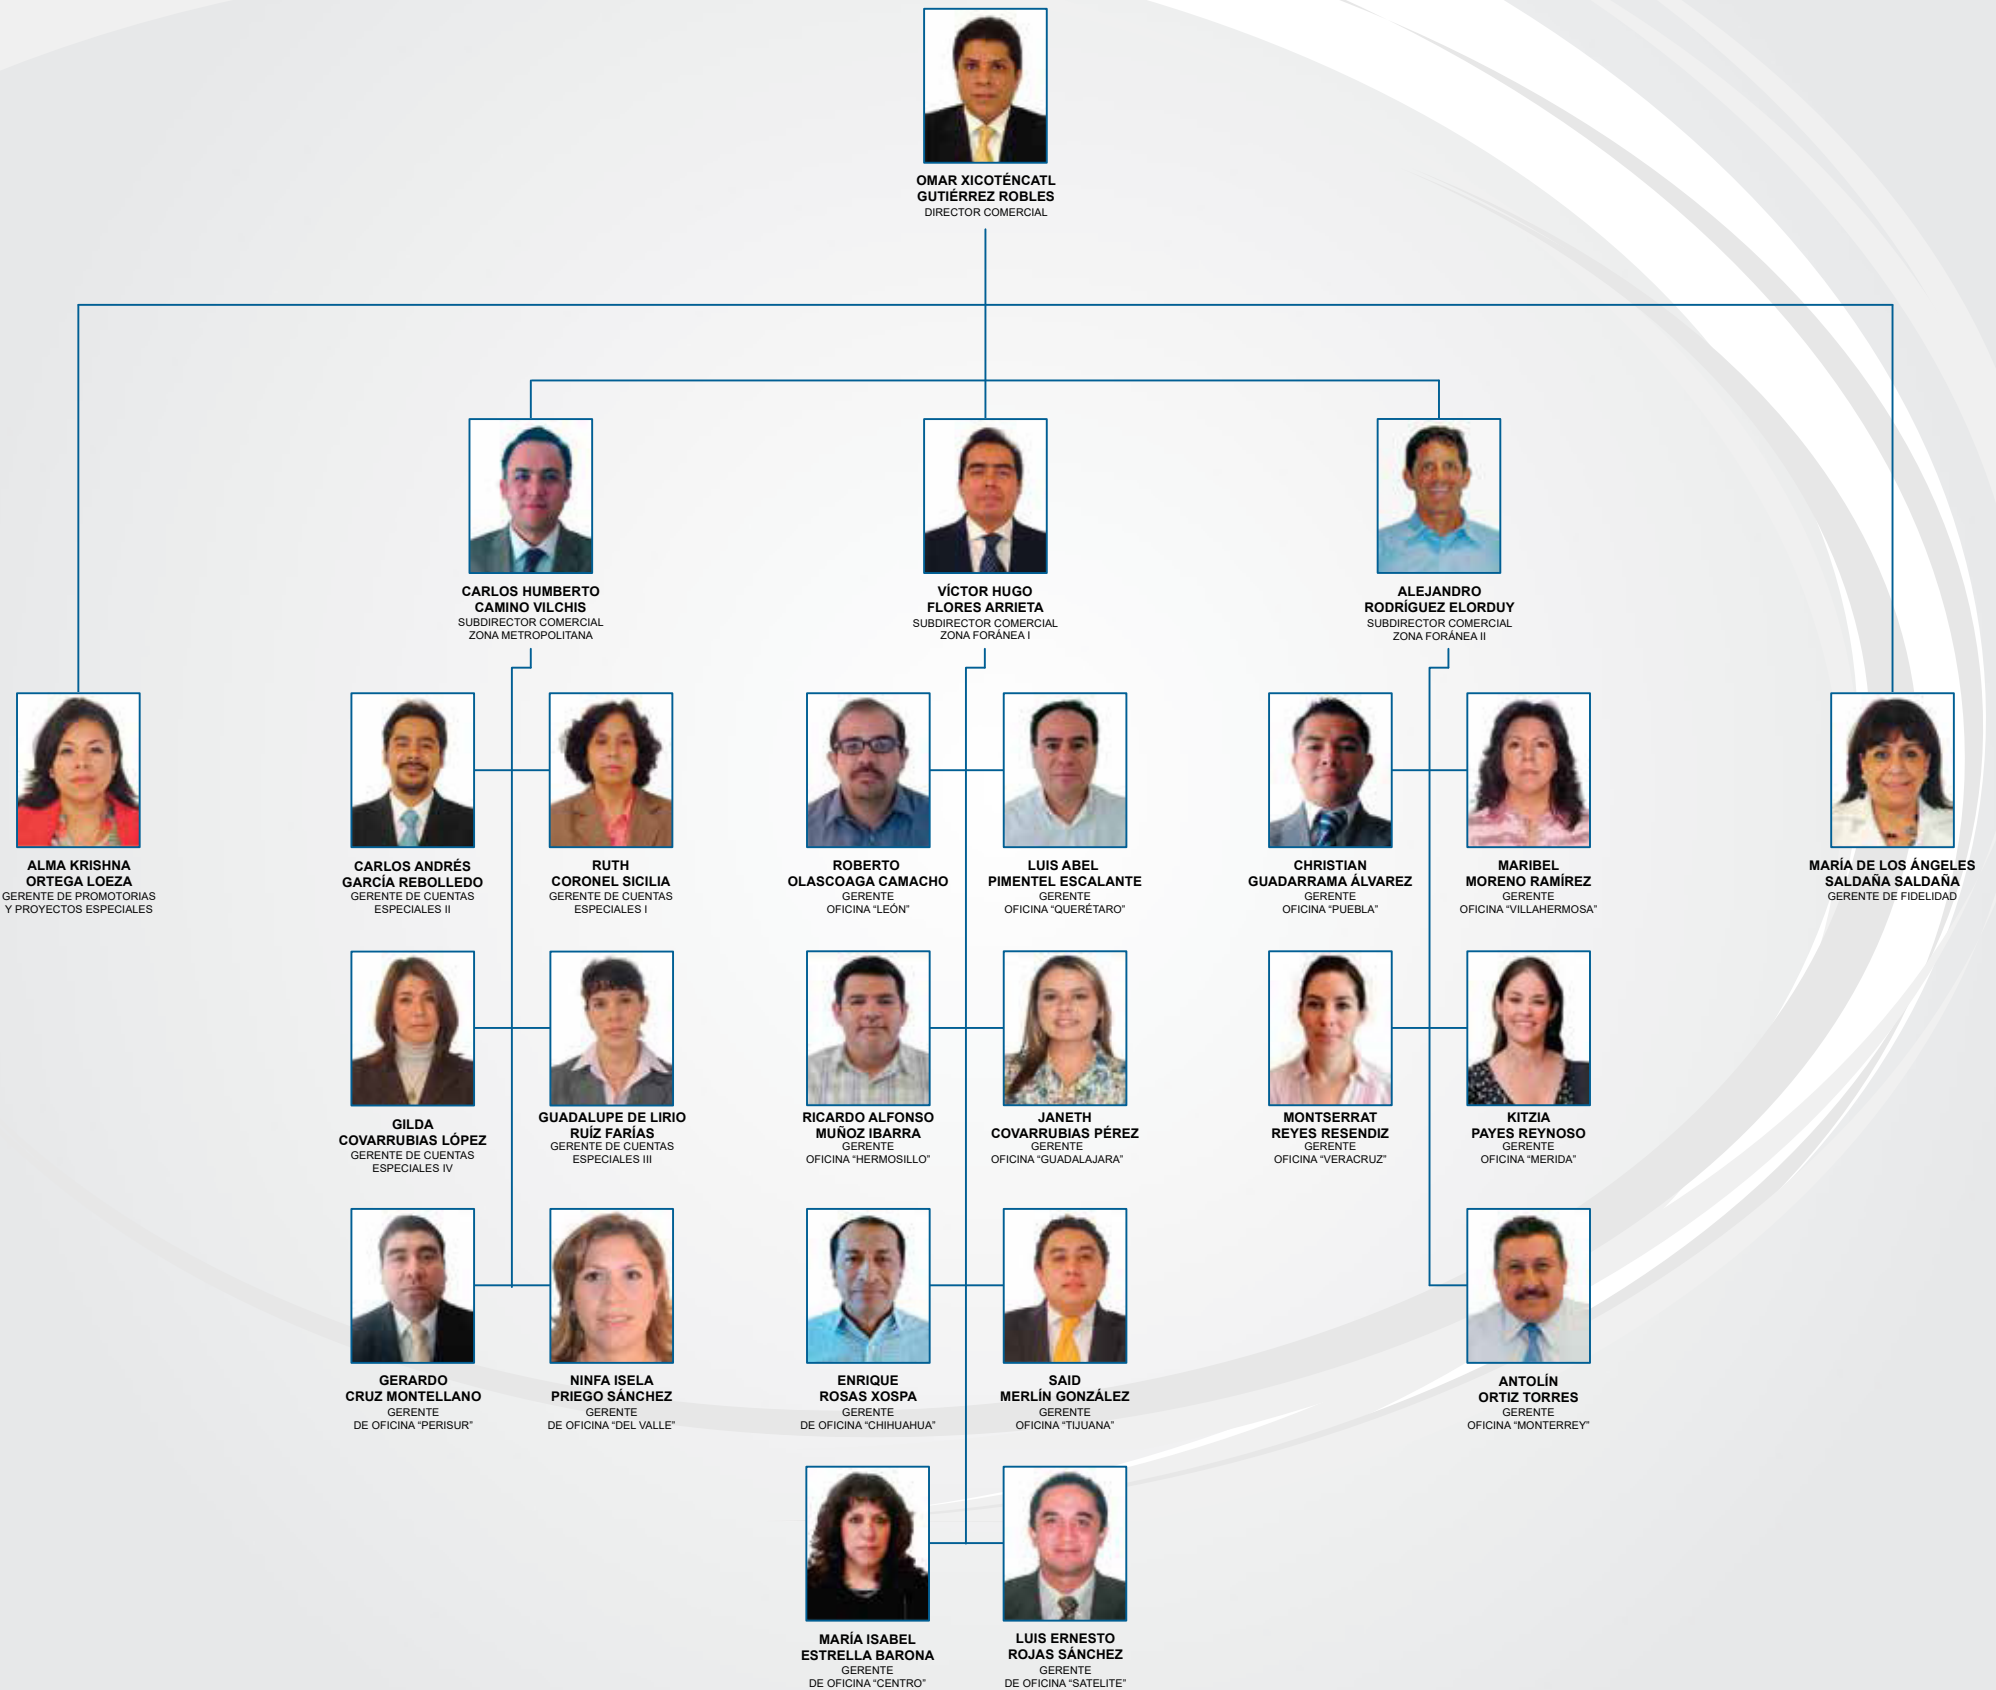 OMAR XICOTÉNCATL
GUTIÉRREZ ROBLES
DIRECTOR COMERCIAL
CARLOS HUMBERTO
CAMINO VILCHIS
SUBDIRECTOR COMERCIAL
ZONA METROPOLITANA
VÍCTOR HUGO
FLORES ARRIETA
SUBDIRECTOR COMERCIAL
ZONA FORÁNEA I
ALEJANDRO
RODRÍGUEZ ELORDUY
SUBDIRECTOR COMERCIAL
ZONA FORÁNEA II
ALMA KRISHNA
ORTEGA LOEZA
GERENTE DE PROMOTORIAS
Y PROYECTOS ESPECIALES
CARLOS ANDRÉS
GARCÍA REBOLLEDO
GERENTE DE CUENTAS
ESPECIALES II
RUTH
CORONEL SICILIA
GERENTE DE CUENTAS
ESPECIALES I
ROBERTO
OLASCOAGA CAMACHO
GERENTE
OFICINA “LEÓN”
LUIS ABEL
PIMENTEL ESCALANTE
GERENTE
OFICINA “QUERÉTARO”
CHRISTIAN
GUADARRAMA ÁLVAREZ
GERENTE
OFICINA “PUEBLA”
MARIBEL
MORENO RAMÍREZ
GERENTE
OFICINA “VILLAHERMOSA”
MARÍA DE LOS ÁNGELES
SALDAÑA SALDAÑA
GERENTE DE FIDELIDAD
GILDA
COVARRUBIAS LÓPEZ
GERENTE DE CUENTAS
ESPECIALES IV
GUADALUPE DE LIRIO
RUÍZ FARÍAS
GERENTE DE CUENTAS
ESPECIALES III
RICARDO ALFONSO
MUÑOZ IBARRA
GERENTE
OFICINA “HERMOSILLO”
JANETH
COVARRUBIAS PÉREZ
GERENTE
OFICINA “GUADALAJARA”
MONTSERRAT
REYES RESENDIZ
GERENTE
OFICINA “VERACRUZ”
KITZIA
PAYES REYNOSO
GERENTE
OFICINA “MERIDA”
GERARDO
CRUZ MONTELLANO
GERENTE
DE OFICINA “PERISUR”
NINFA ISELA
PRIEGO SÁNCHEZ
GERENTE
DE OFICINA “DEL VALLE”
ENRIQUE
ROSAS XOSPA
GERENTE
DE OFICINA “CHIHUAHUA”
SAID
MERLÍN GONZÁLEZ
GERENTE
OFICINA “TIJUANA”
ANTOLÍN
ORTIZ TORRES
GERENTE
OFICINA “MONTERREY”
MARÍA ISABEL
ESTRELLA BARONA
GERENTE
DE OFICINA “CENTRO”
LUIS ERNESTO
ROJAS SÁNCHEZ
GERENTE
DE OFICINA “SATELITE”